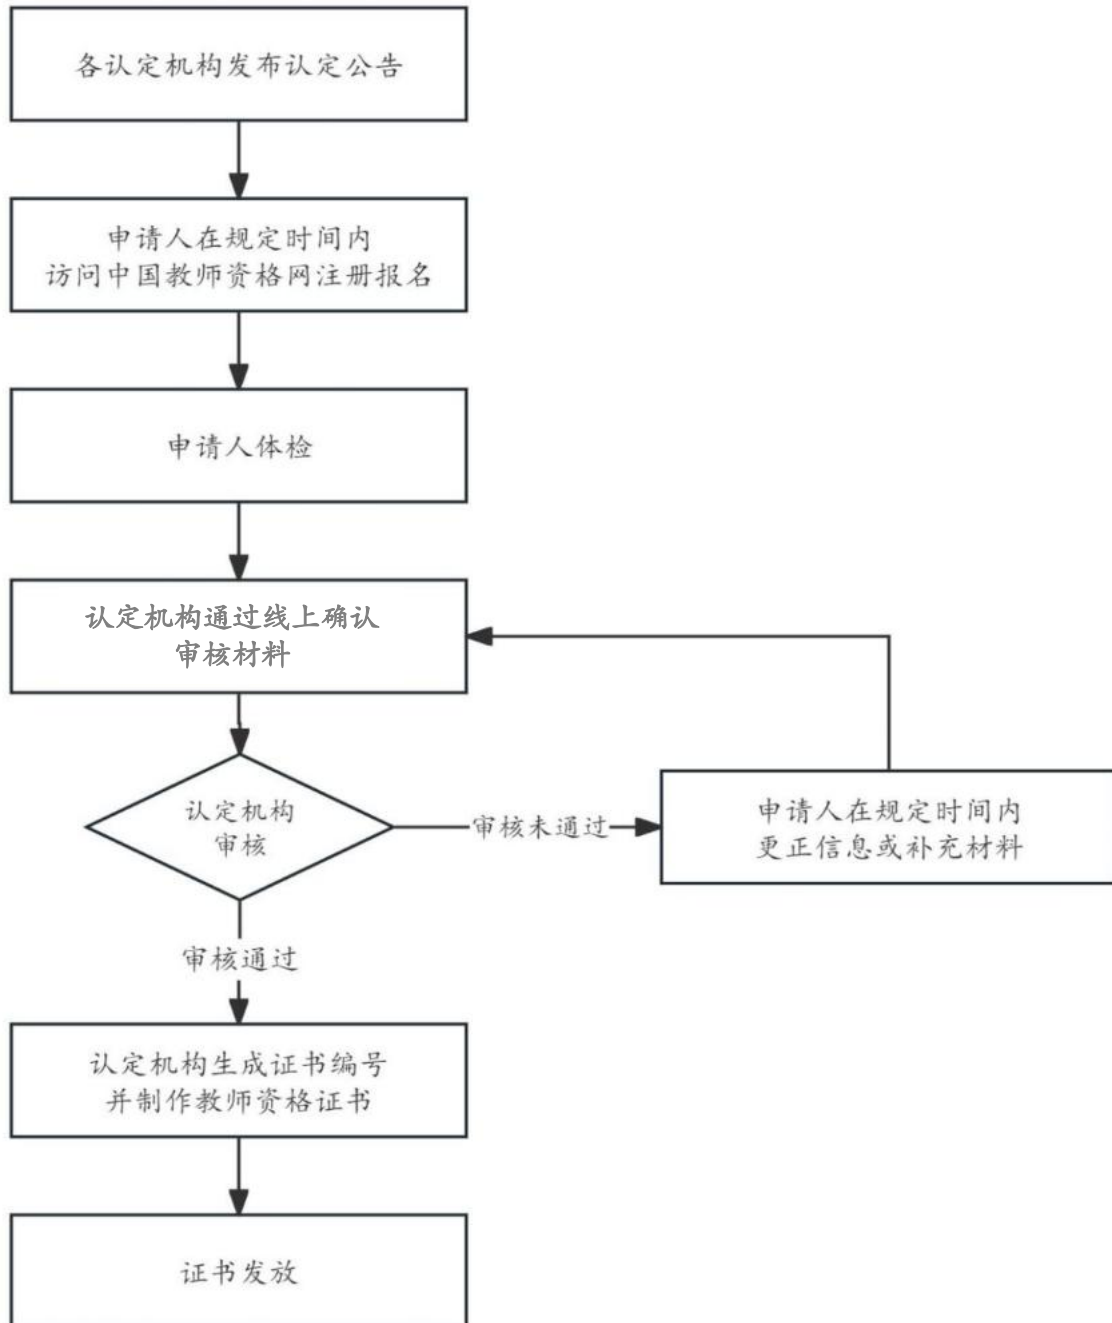 各认定机构发布认定公告
申请人在规定时间内
访问中国教师资格网注册报名
申请人体检
认定机构通过线上确认
审核材料
认定机构
审核
审核未通过
申请人在规定时间内
更正信息或补充材料
审核通过
认定机构生成证书编号
并制作教师资格证书
证书发放